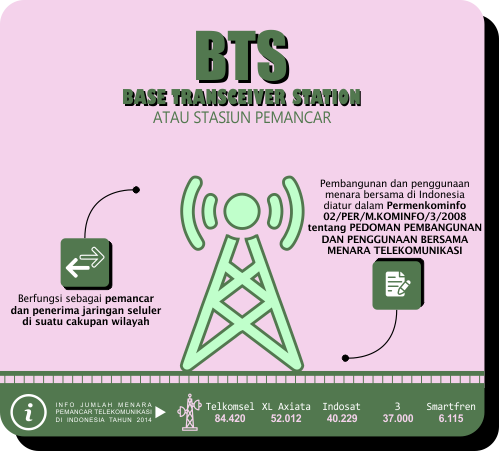 BTS
BASE TRANSCEIVER STATION
ATAU STASIUN PEMANCAR
Pembangunan dan penggunaan
menara bersama di Indonesia
diatur dalam Permenkominfo
02/PER/M.KOMINFO/3/2008
tentang PEDOMAN PEMBANGUNAN
DAN PENGGUNAAN BERSAMA
MENARA TELEKOMUNIKASI
Berfungsi sebagai pemancar
dan penerima jaringan seluler
di suatu cakupan wilayah
i
INFO JUMLAH MENARA
PEMANCAR TELEKOMUNIKASI
DI INDONESIA TAHUN 2014
Telkomsel XL Axiata Indosat 3 Smartfren
84.420 52.012 40.229 37.000 6.115